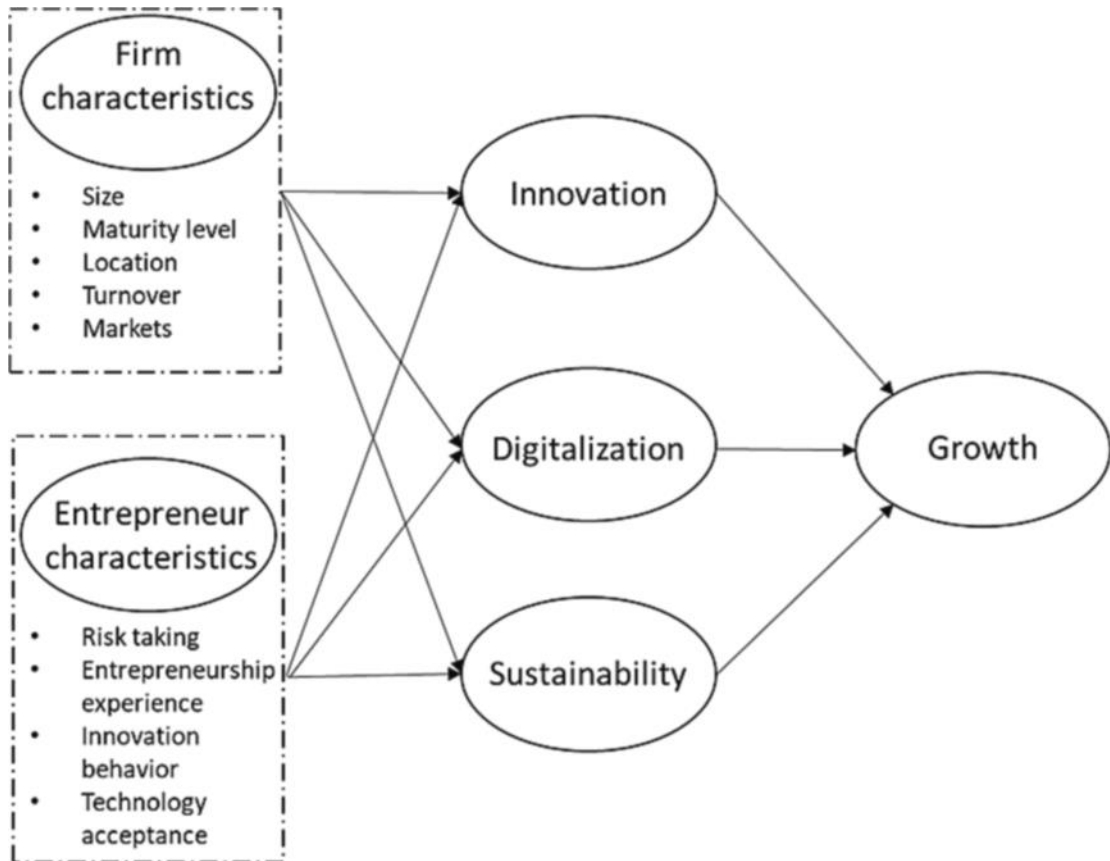 Firm
characteristics
• Size
• Maturity level
• Location
• Turnover
• Markets
Entrepreneur
characteristics
• Risk taking
• Entrepreneurship
experience
• Innovation
behavior
• Technology
acceptance
Innovation
Digitalization
Sustainability
Growth